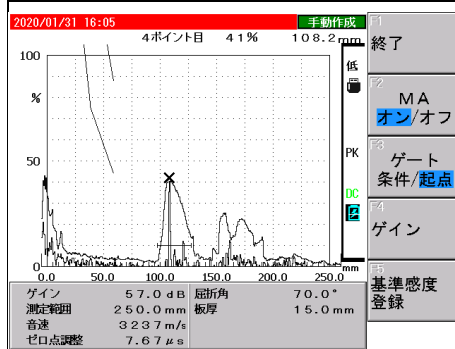 2020/01/31 16:05
手動作成
4ポイント目 41% 108.2mm
100
%
50
0
0.0 50.0 100.0 150.0 200.0 250.0
mm
低
PK
DC
ゲイン 57.0dB 屈折角 70.0°
測定範囲 250.0mm 板厚 15.0mm
音速 3237m/s
ゼロ点調整 7.67μs
F1
終了
F2
MA
オン/オフ
F3
ゲート
条件/起点
F4
ゲイン
F5
基準感度
登録